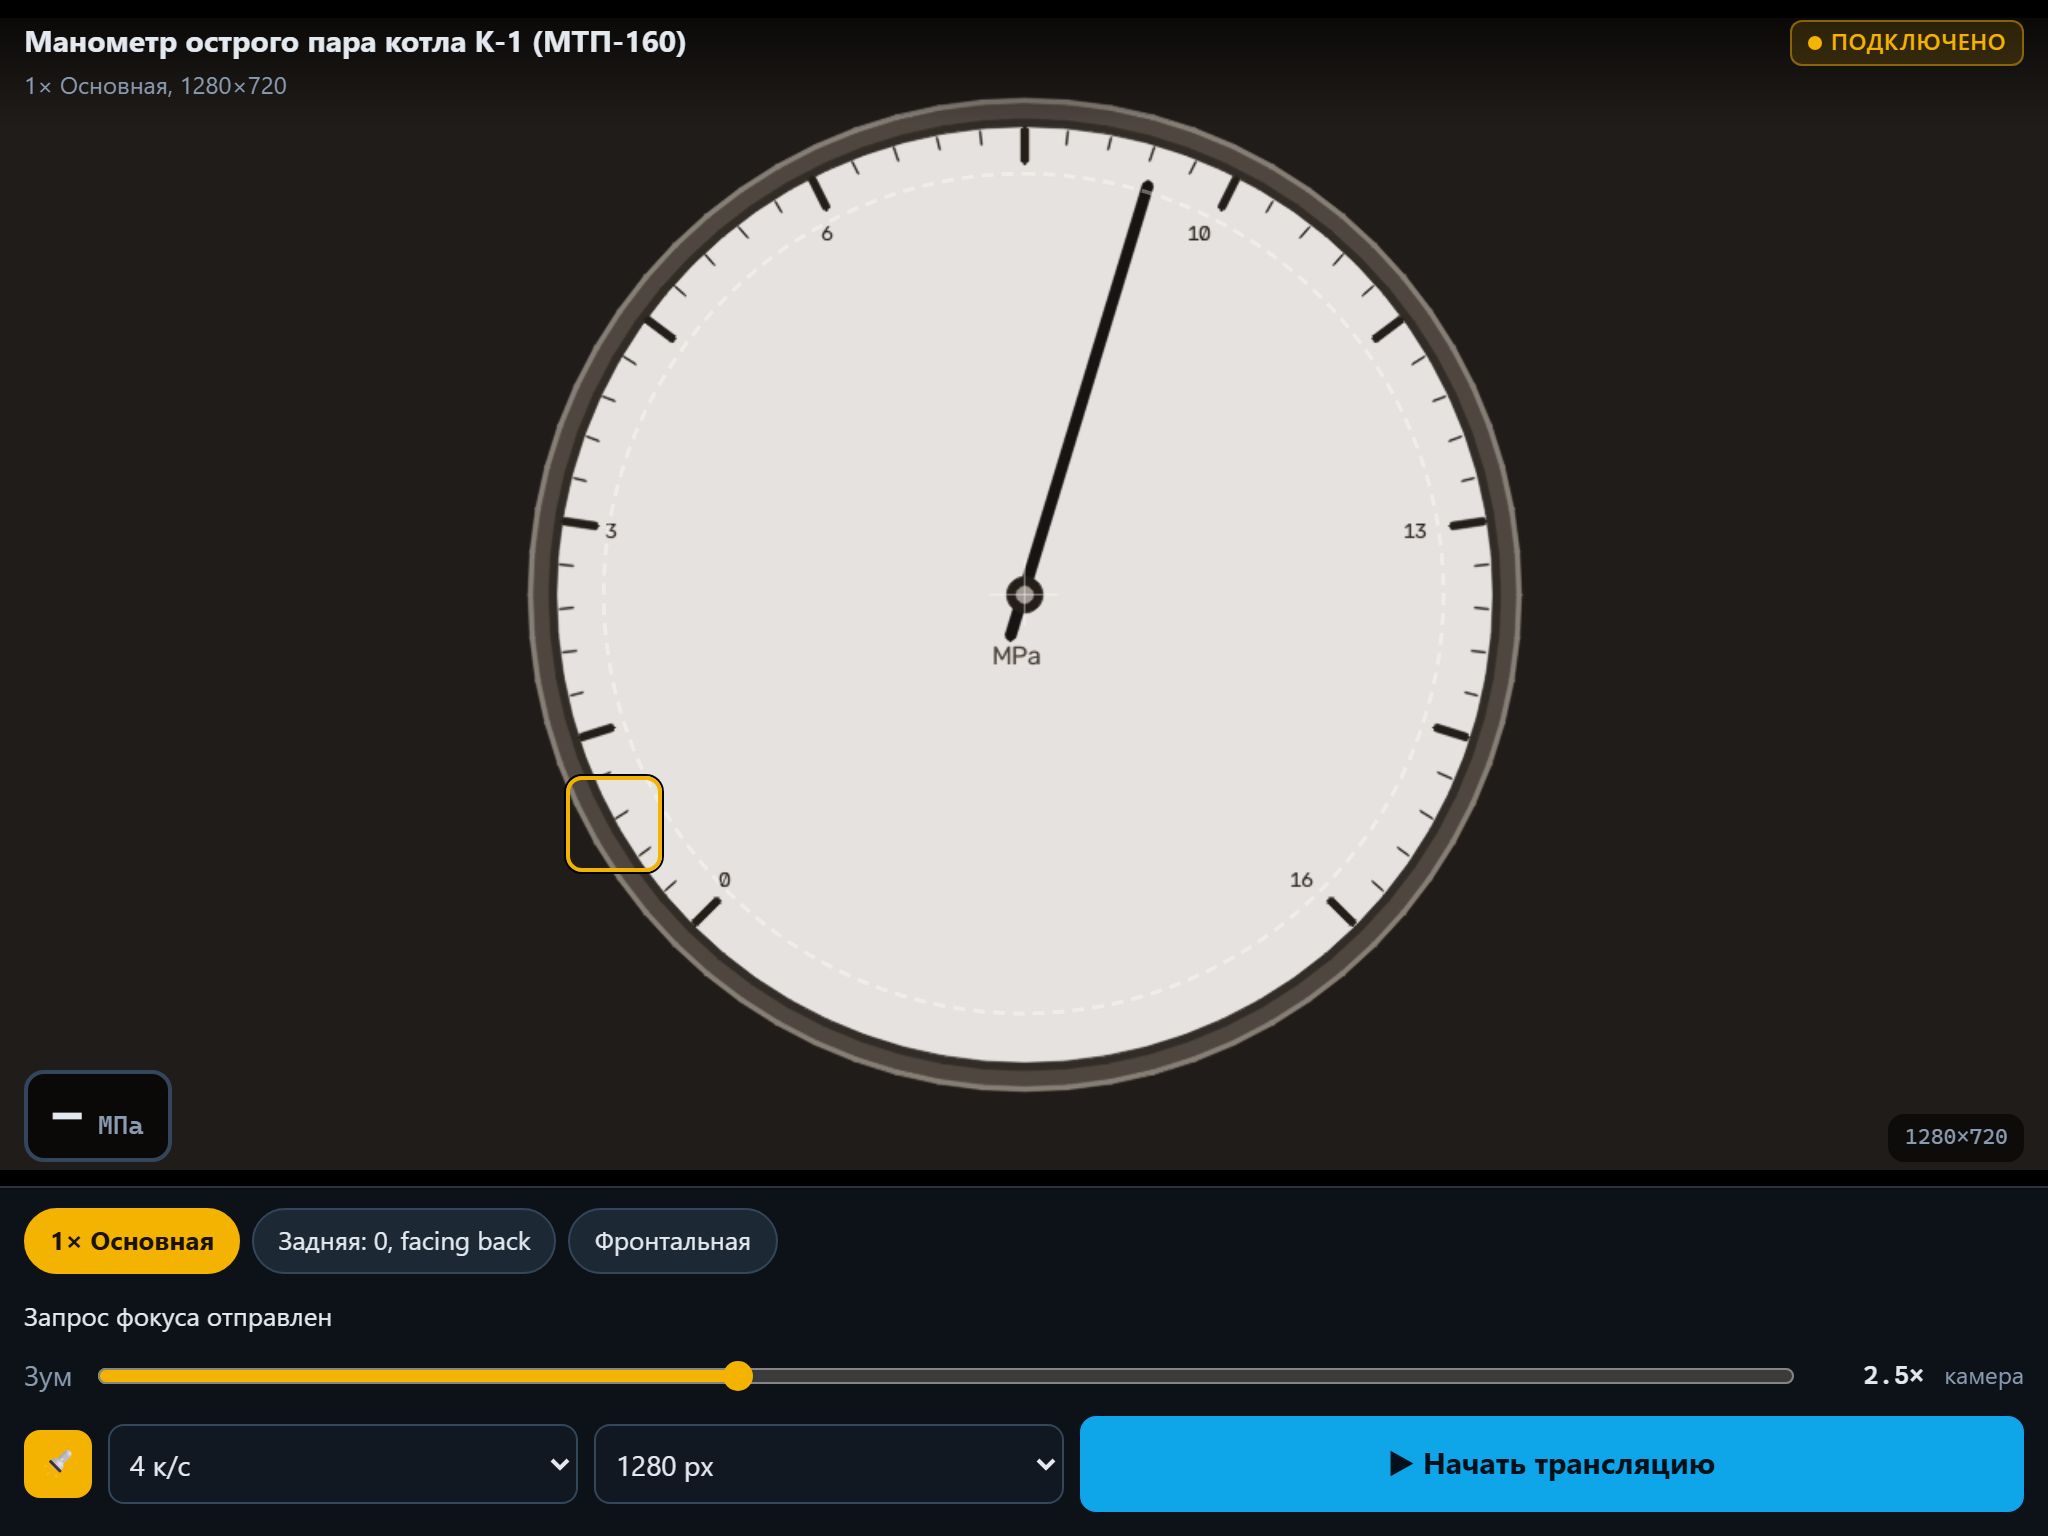 Манометр острого пара котла К-1 (МТП-160)
ПОДКЛЮЧЕНО
1× Основная, 1280×720
6
10
3
13
MPa
0
16
— МПа
1280×720
1× Основная
Задняя: 0, facing back
Фронтальная
Запрос фокуса отправлен
Зум
2.5× камера
4 к/с
1280 px
▶ Начать трансляцию